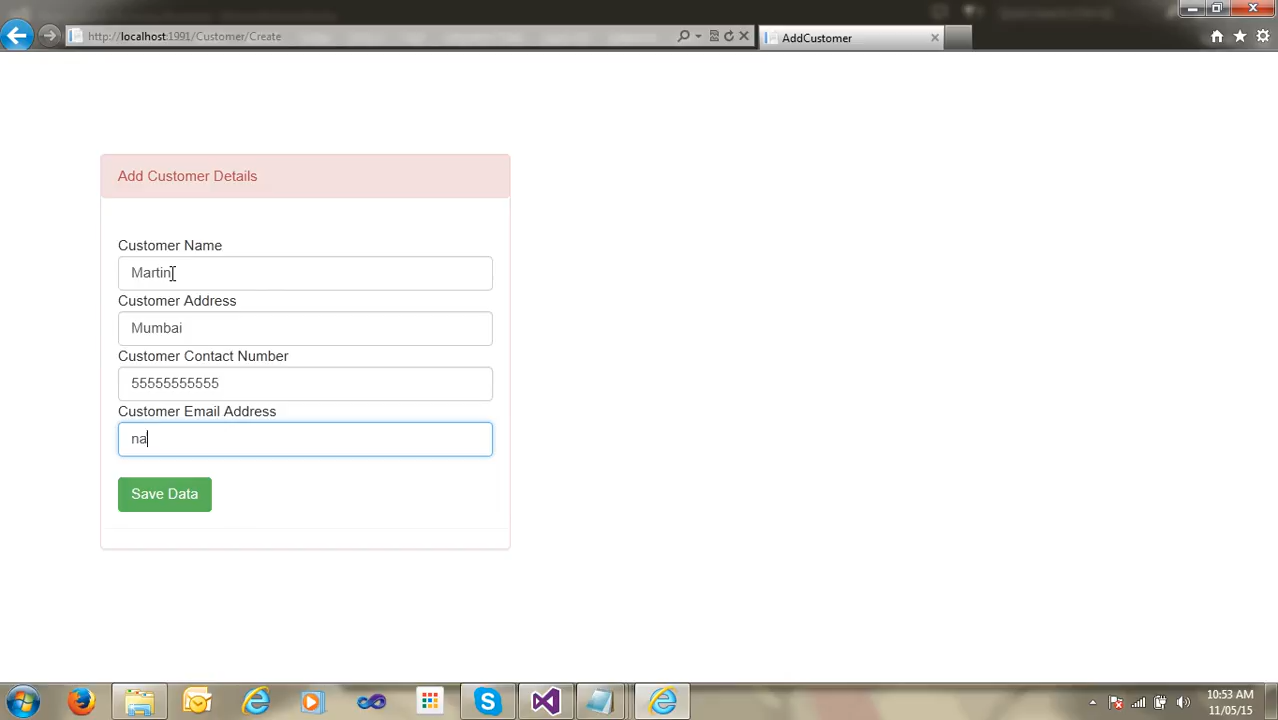 http://localhost:1991/Customer/Create
AddCustomer
Add Customer Details
Customer Name
Martin
Customer Address
Mumbai
Customer Contact Number
55555555555
Customer Email Address
na
Save Data
10:53 AM
11/05/15